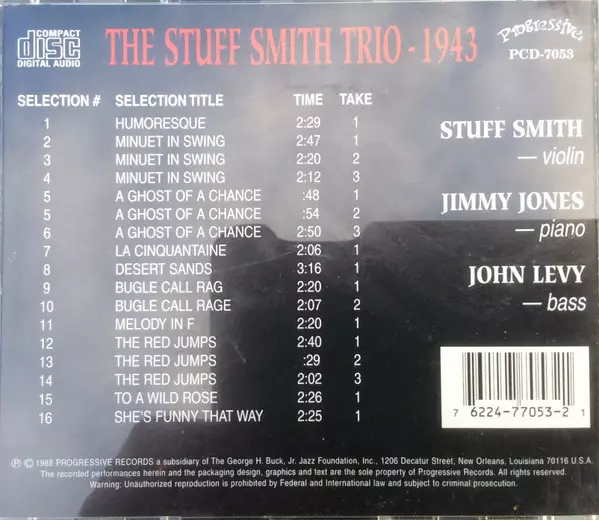 COMPACT
disc
DIGITAL AUDIO
THE STUFF SMITH TRIO - 1943
Progressive
PCD-7053
SELECTION # SELECTION TITLE TIME TAKE
1 HUMORESQUE 2:29 1
2 MINUET IN SWING 2:47 1
3 MINUET IN SWING 2:20 2
4 MINUET IN SWING 2:12 3
5 A GHOST OF A CHANCE :48 1
5 A GHOST OF A CHANCE :54 2
6 A GHOST OF A CHANCE 2:50 3
7 LA CINQUANTAINE 2:06 1
8 DESERT SANDS 3:16 1
9 BUGLE CALL RAG 2:20 1
10 BUGLE CALL RAGE 2:07 2
11 MELODY IN F 2:20 1
12 THE RED JUMPS 2:40 1
13 THE RED JUMPS :29 2
14 THE RED JUMPS 2:02 3
15 TO A WILD ROSE 2:26 1
16 SHE'S FUNNY THAT WAY 2:25 1
STUFF SMITH
— violin
JIMMY JONES
— piano
JOHN LEVY
— bass
7 76224-77053-2 1
℗ © 1988 PROGRESSIVE RECORDS a subsidiary of The George H. Buck, Jr. Jazz Foundation, Inc., 1206 Decatur Street, New Orleans, Louisiana 70116 U.S.A.
The recorded performances herein and the packaging design, graphics and text are the sole property of Progressive Records. All rights reserved.
Warning: Unauthorized reproduction is prohibited by Federal and International law and subject to criminal prosecution.